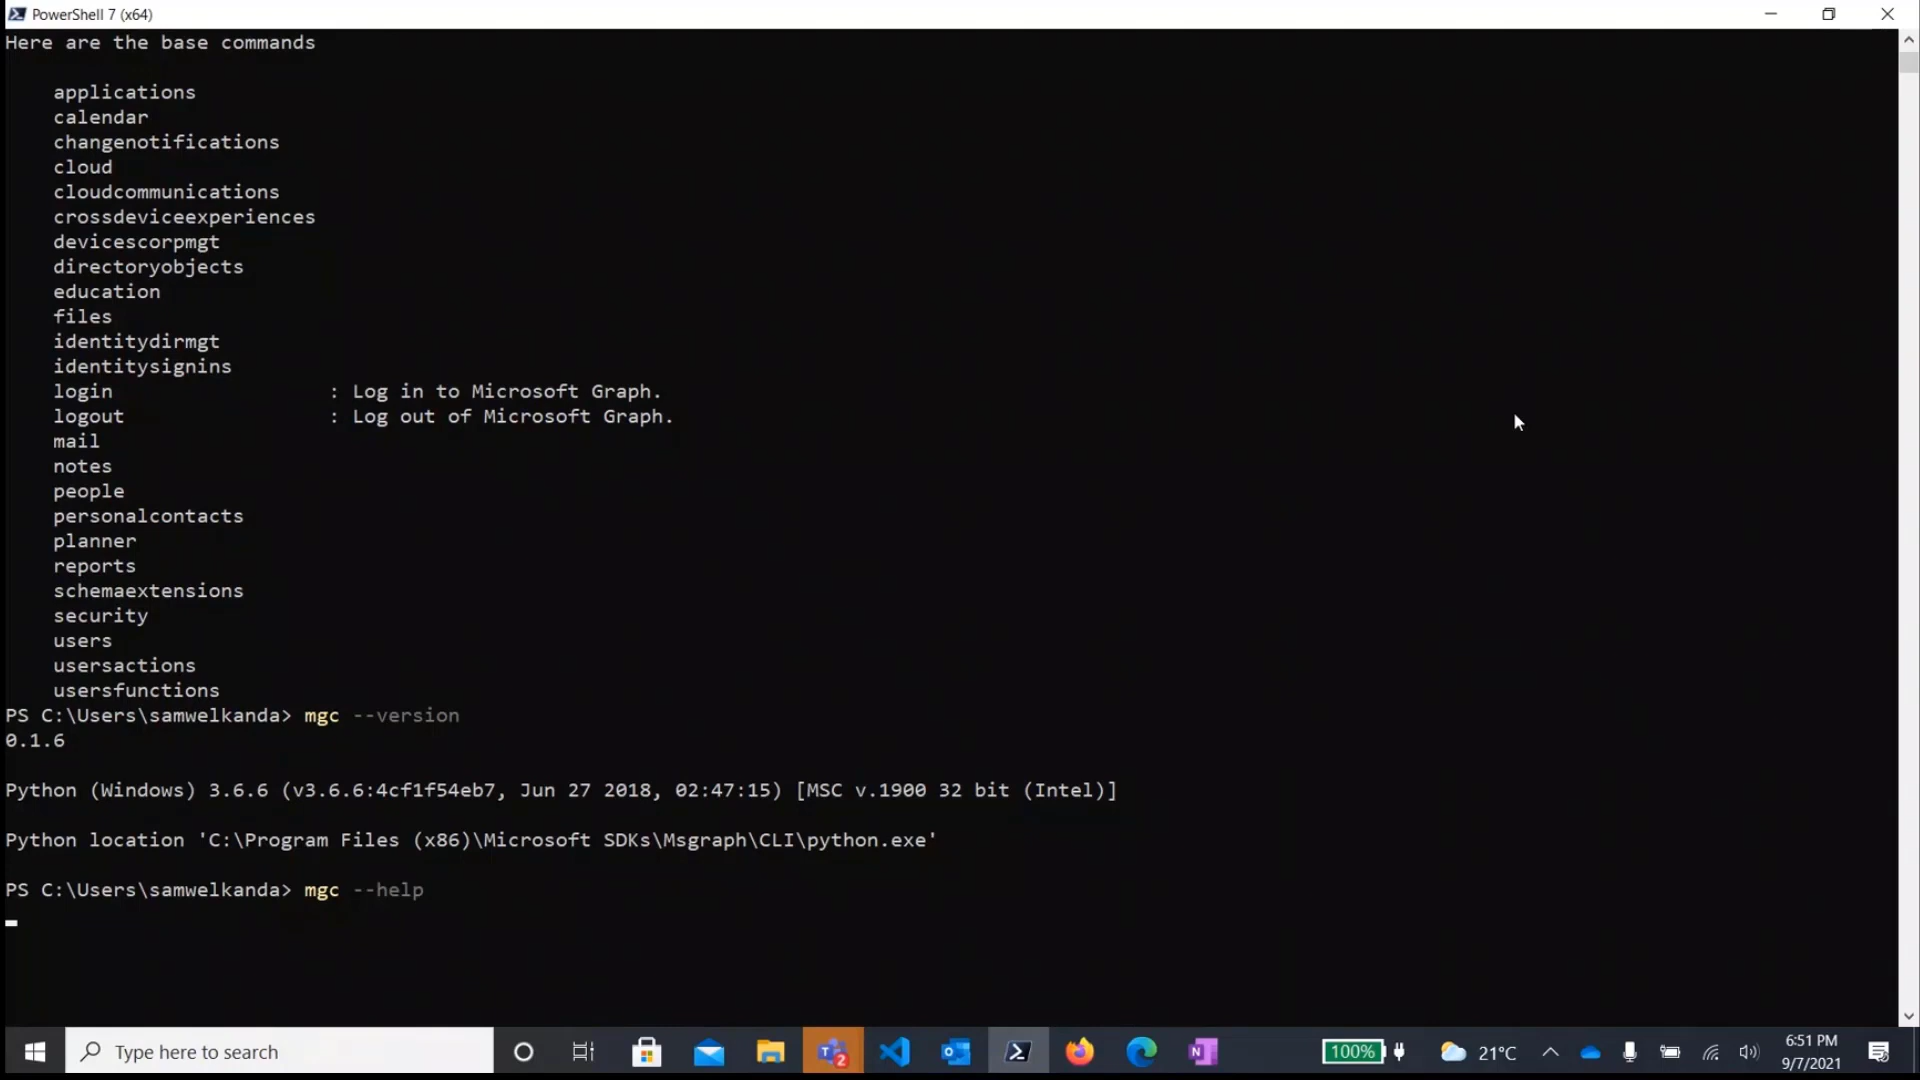 PowerShell 7 (x64)
Here are the base commands
applications
calendar
changenotifications
cloud
cloudcommunications
crossdeviceexperiences
devicescorpmgt
directoryobjects
education
files
identitydirmgt
identitysignins
login : Log in to Microsoft Graph.
logout : Log out of Microsoft Graph.
mail
notes
people
personalcontacts
planner
reports
schemaextensions
security
users
usersactions
usersfunctions
PS C:\Users\samwelkanda> mgc --version
0.1.6
Python (Windows) 3.6.6 (v3.6.6:4cf1f54eb7, Jun 27 2018, 02:47:15) [MSC v.1900 32 bit (Intel)]
Python location 'C:\Program Files (x86)\Microsoft SDKs\Msgraph\CLI\python.exe'
PS C:\Users\samwelkanda> mgc --help
Type here to search
2
100%
21°C
6:51 PM
9/7/2021